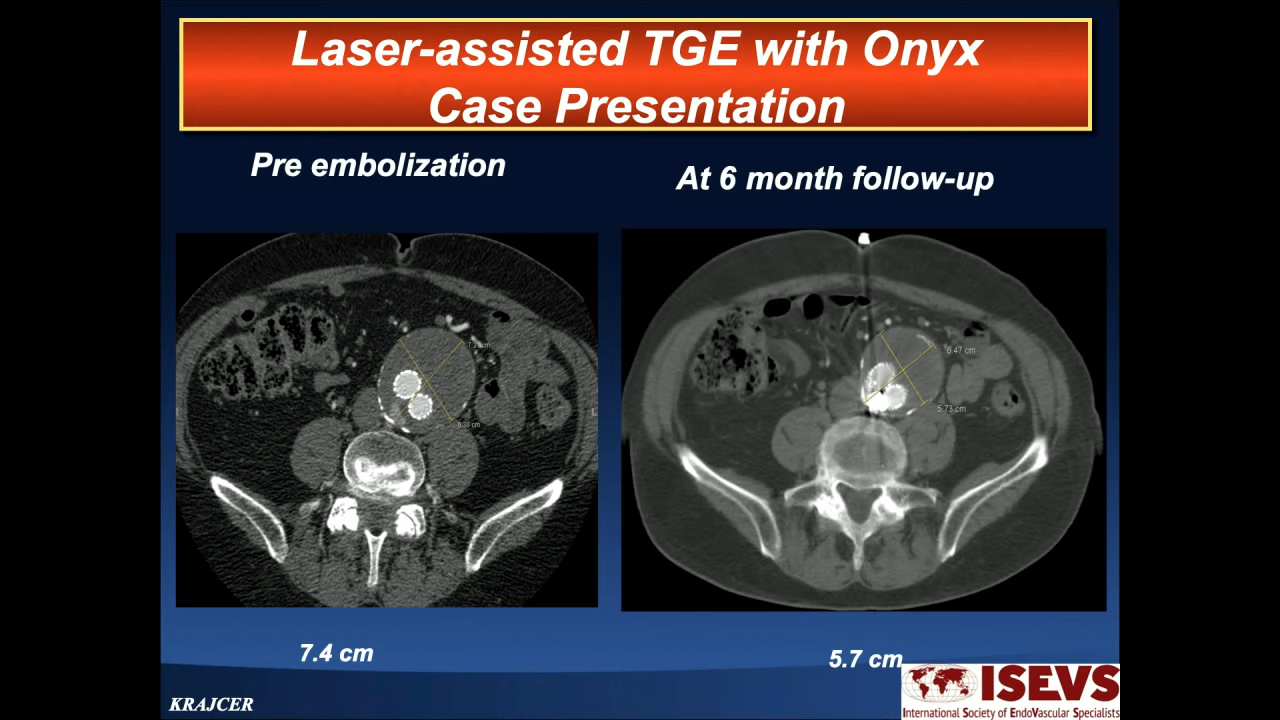 Laser-assisted TGE with Onyx
Case Presentation
Pre embolization
At 6 month follow-up
5.47 cm
5.73 cm
7.4 cm
5.7 cm
KRAJCER
ISEVS
International Society of EndoVascular Specialists